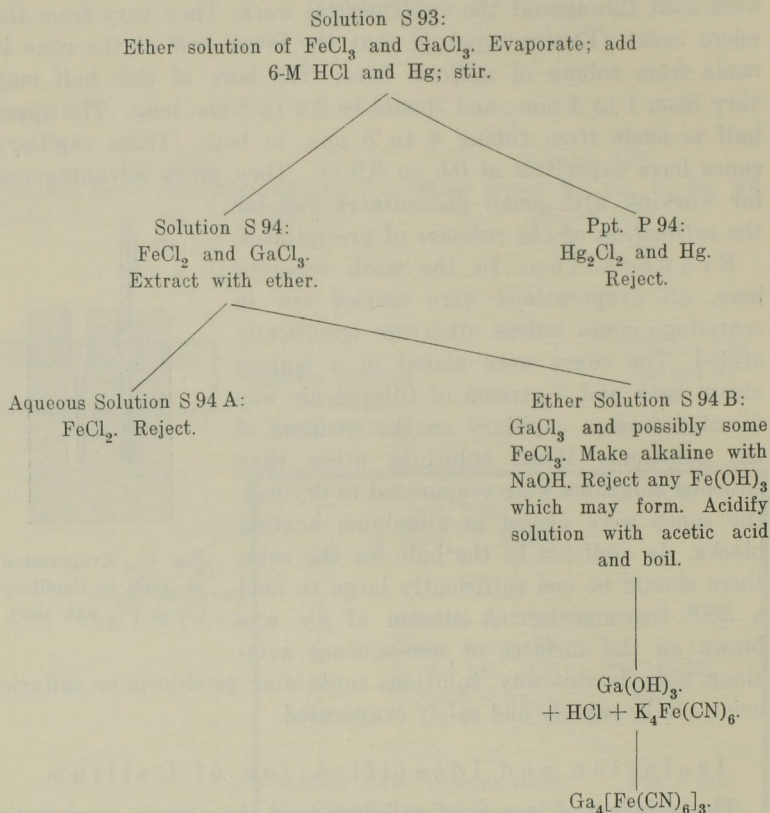 Solution S 93:
Ether solution of FeCl₃ and GaCl₃. Evaporate; add
6-M HCl and Hg; stir.
Solution S 94:
FeCl₂ and GaCl₃.
Extract with ether.
Ppt. P 94:
Hg₂Cl₂ and Hg.
Reject.
Aqueous Solution S 94 A:
FeCl₂. Reject.
Ether Solution S 94 B:
GaCl₃ and possibly some
FeCl₃. Make alkaline with
NaOH. Reject any Fe(OH)₃
which may form. Acidify
solution with acetic acid
and boil.
Ga(OH)₃.
+ HCl + K₄Fe(CN)₆.
Ga₄[Fe(CN)₆]₃.